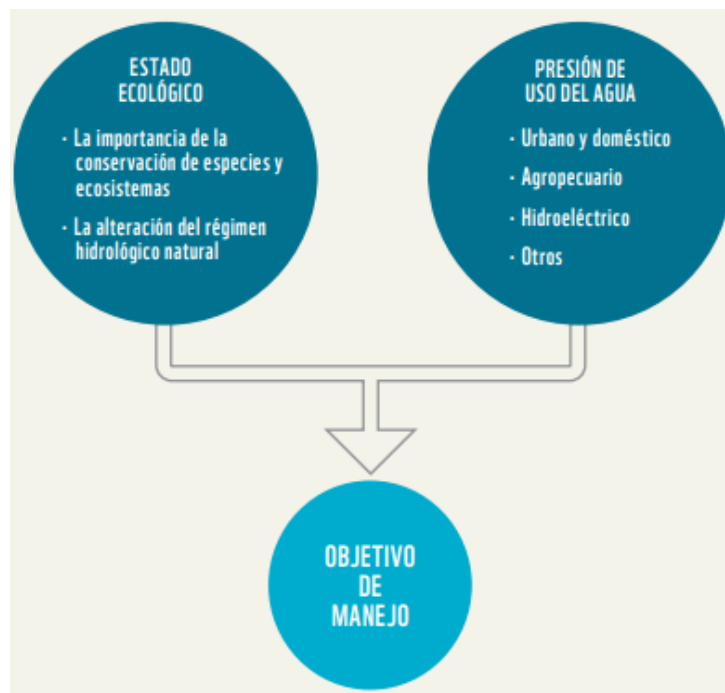 ESTADO
ECOLÓGICO
· La importancia de la
conservación de especies y
ecosistemas
· La alteración del régimen
hidrológico natural
PRESIÓN DE
USO DEL AGUA
· Urbano y doméstico
· Agropecuario
· Hidroeléctrico
· Otros
OBJETIVO
DE
MANEJO